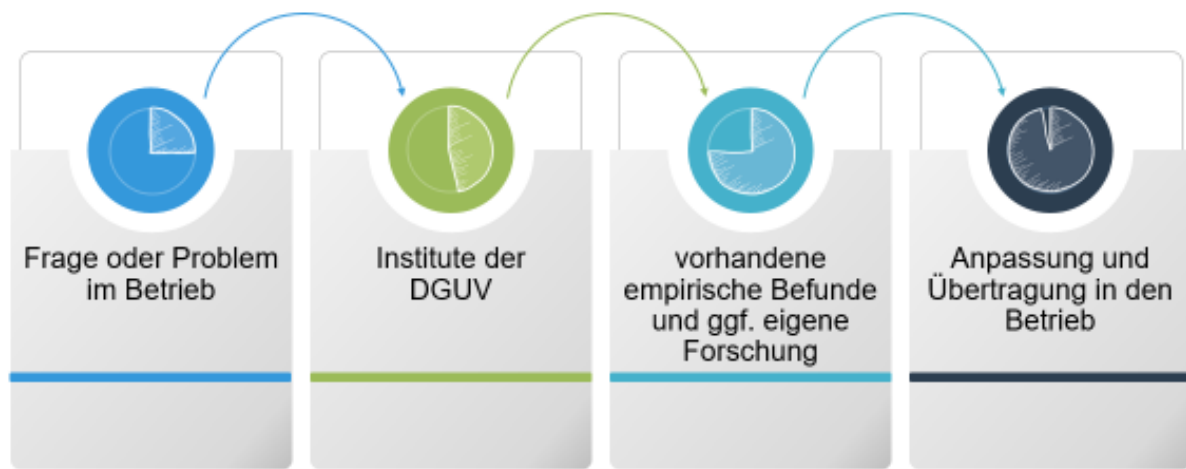 Frage oder Problem
im Betrieb
Institute der
DGUV
vorhandene
empirische Befunde
und ggf. eigene
Forschung
Anpassung und
Übertragung in den
Betrieb